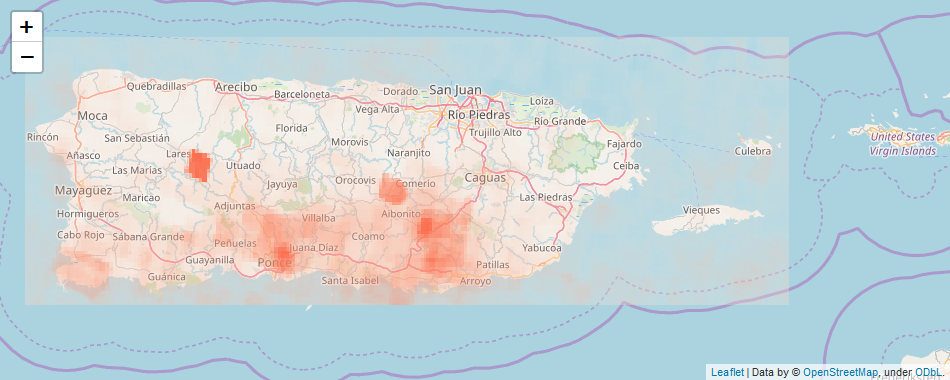 +
−
Quebradillas
Arecibo
Barceloneta
Dorado
San Juan
Loiza
Moca
Vega Alta
Río Piedras
Río Grande
Rincón
San Sebastián
Florida
Morovis
Trujillo Alto
Fajardo
United States
Virgin Islands
Culebra
Añasco
Lares
Utuado
Naranjito
Ceiba
Las Marías
Mayagüez
Maricao
Jayuya
Orocovis
Comerio
Caguas
Las Piedras
Hormigueros
Adjuntas
Villalba
Aibonito
Vieques
Cabo Rojo
Sabana Grande
Peñuelas
Juana Díaz
Coamo
Yabucoa
Guayanilla
Ponce
Patillas
Guánica
Santa Isabel
Arroyo
Leaflet | Data by © OpenStreetMap, under ODbL.